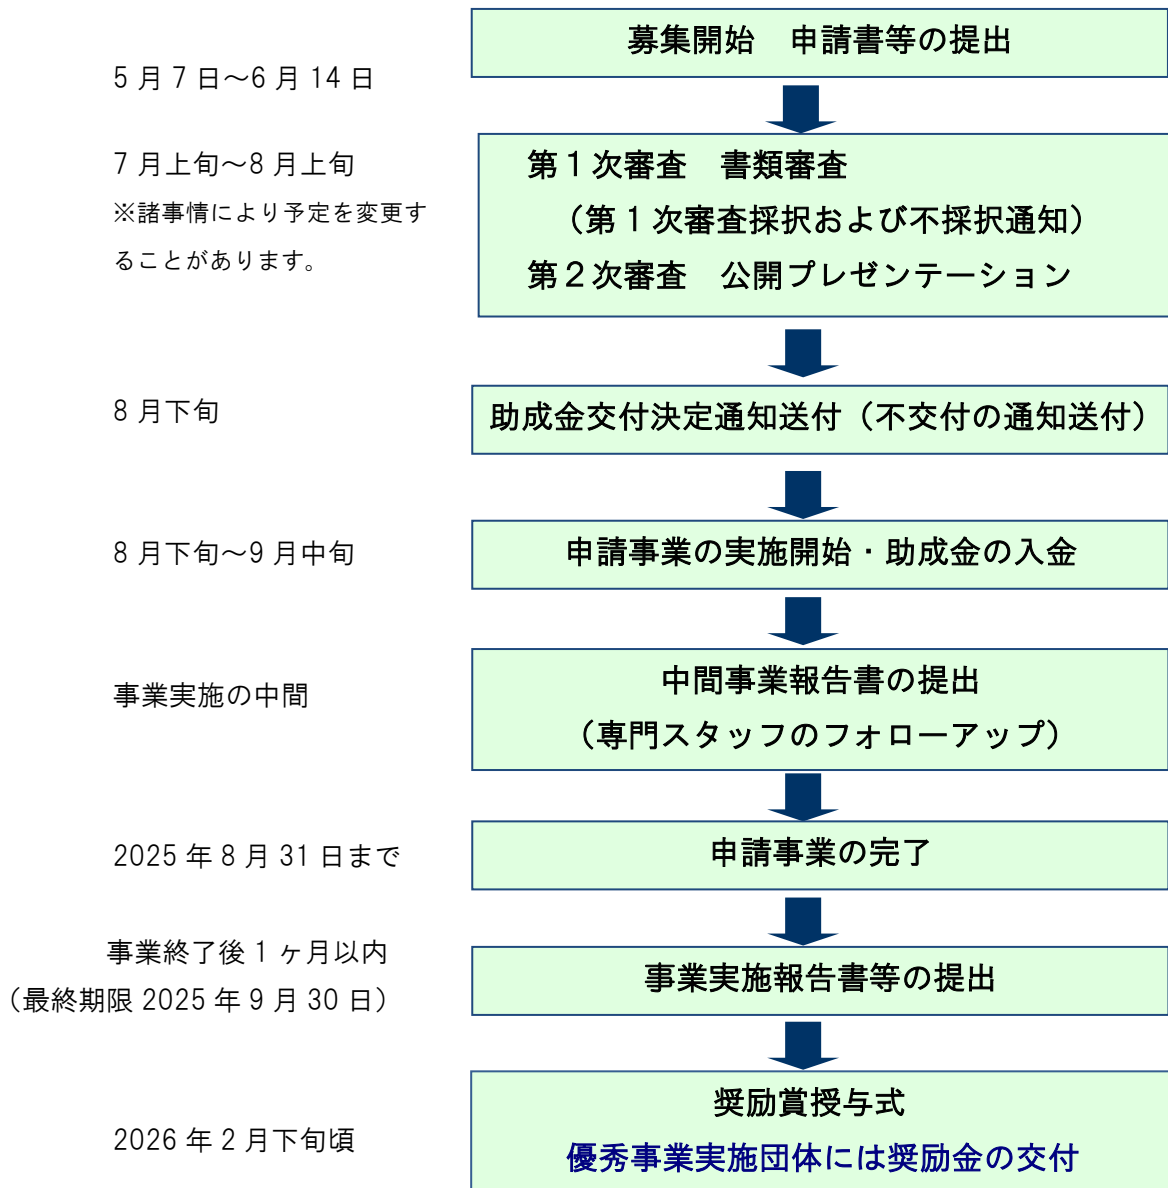 募集開始　申請書等の提出
5月7日～6月14日
7月上旬～8月上旬
※諸事情により予定を変更す
ることがあります。
第1次審査　書類審査
（第1次審査採択および不採択通知）
第2次審査　公開プレゼンテーション
8月下旬
助成金交付決定通知送付（不交付の通知送付）
8月下旬～9月中旬
申請事業の実施開始・助成金の入金
事業実施の中間
中間事業報告書の提出
（専門スタッフのフォローアップ）
2025年8月31日まで
申請事業の完了
事業終了後1ヶ月以内
（最終期限2025年9月30日）
事業実施報告書等の提出
2026年2月下旬頃
奨励賞授与式
優秀事業実施団体には奨励金の交付